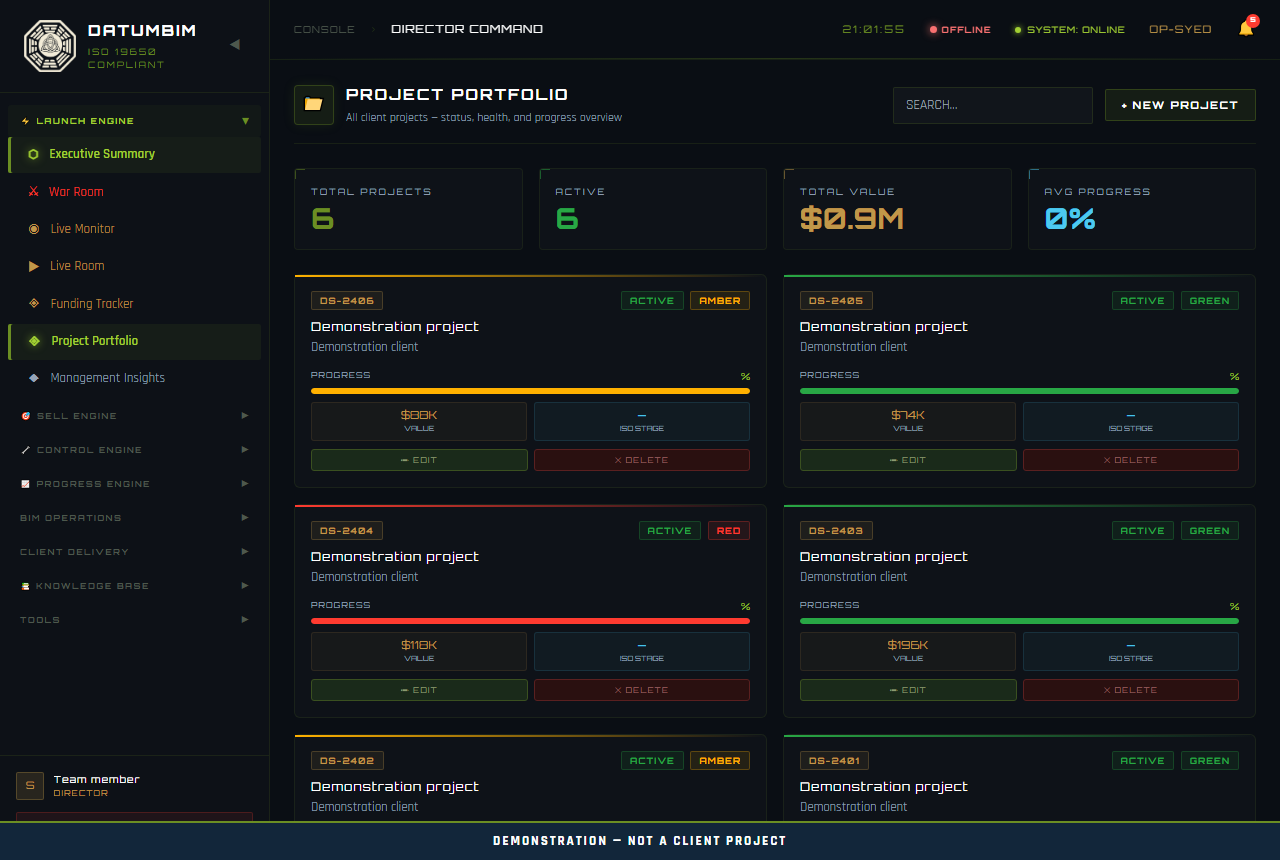 DATUMBIM
ISO 19650
COMPLIANT
LAUNCH ENGINE
Executive Summary
War Room
Live Monitor
Live Room
Funding Tracker
Project Portfolio
Management Insights
SELL ENGINE
CONTROL ENGINE
PROGRESS ENGINE
BIM OPERATIONS
CLIENT DELIVERY
KNOWLEDGE BASE
TOOLS
S
Team member
DIRECTOR
CONSOLE › DIRECTOR COMMAND
21:01:55
OFFLINE
SYSTEM: ONLINE
OP-SYED
5
PROJECT PORTFOLIO
All client projects — status, health, and progress overview
SEARCH...
+ NEW PROJECT
TOTAL PROJECTS
6
ACTIVE
6
TOTAL VALUE
$0.9M
AVG PROGRESS
0%
DS-2406 ACTIVE AMBER
Demonstration project
Demonstration client
PROGRESS %
$88K —
VALUE ISO STAGE
✏ EDIT ✕ DELETE
DS-2405 ACTIVE GREEN
Demonstration project
Demonstration client
PROGRESS %
$74K —
VALUE ISO STAGE
✏ EDIT ✕ DELETE
DS-2404 ACTIVE RED
Demonstration project
Demonstration client
PROGRESS %
$118K —
VALUE ISO STAGE
✏ EDIT ✕ DELETE
DS-2403 ACTIVE GREEN
Demonstration project
Demonstration client
PROGRESS %
$196K —
VALUE ISO STAGE
✏ EDIT ✕ DELETE
DS-2402 ACTIVE AMBER
Demonstration project
Demonstration client
DS-2401 ACTIVE GREEN
Demonstration project
Demonstration client
DEMONSTRATION — NOT A CLIENT PROJECT